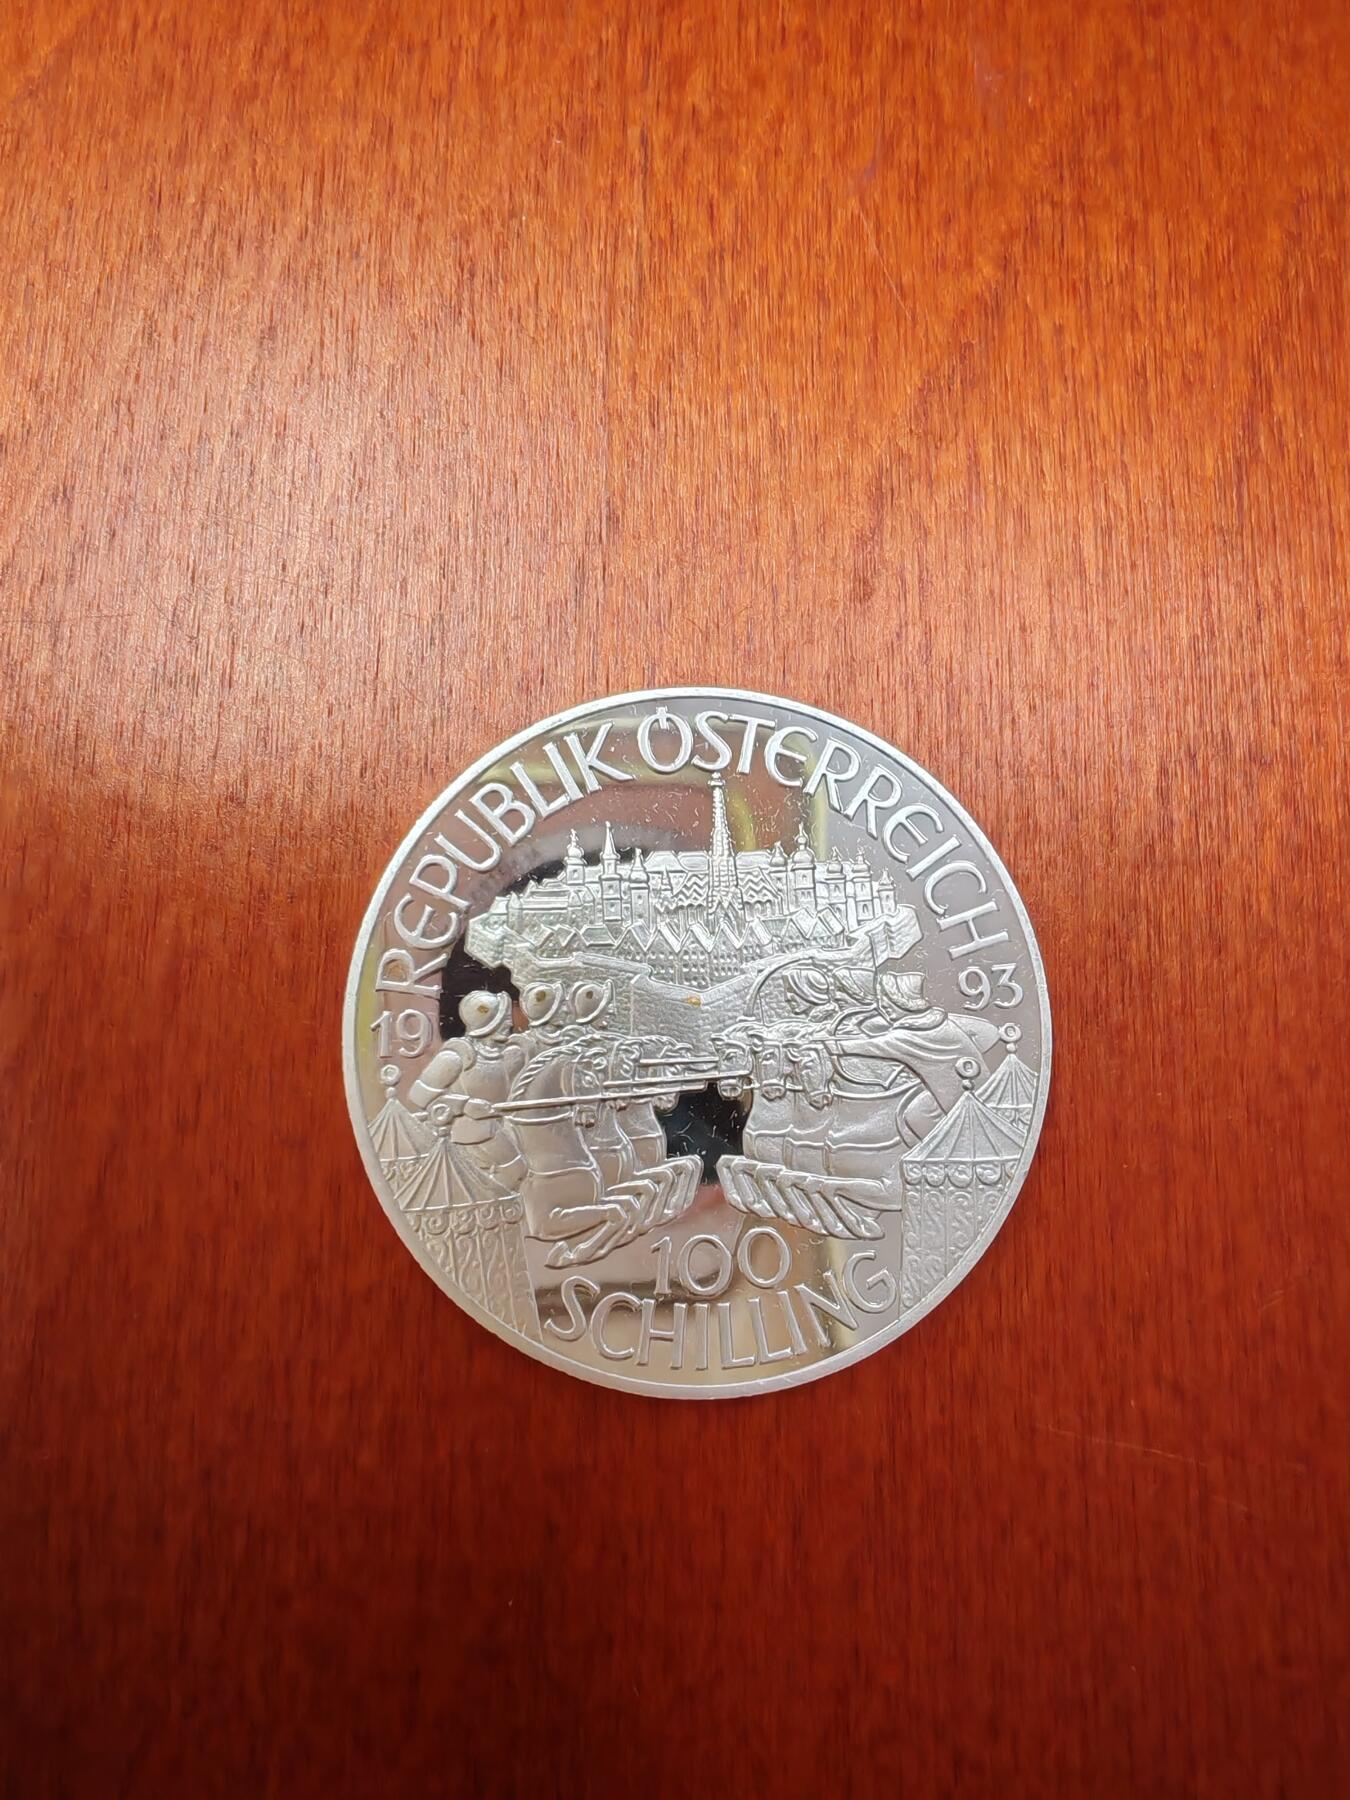 REPUBLIK ÖSTERREICH
19 93
100
SCHILLING